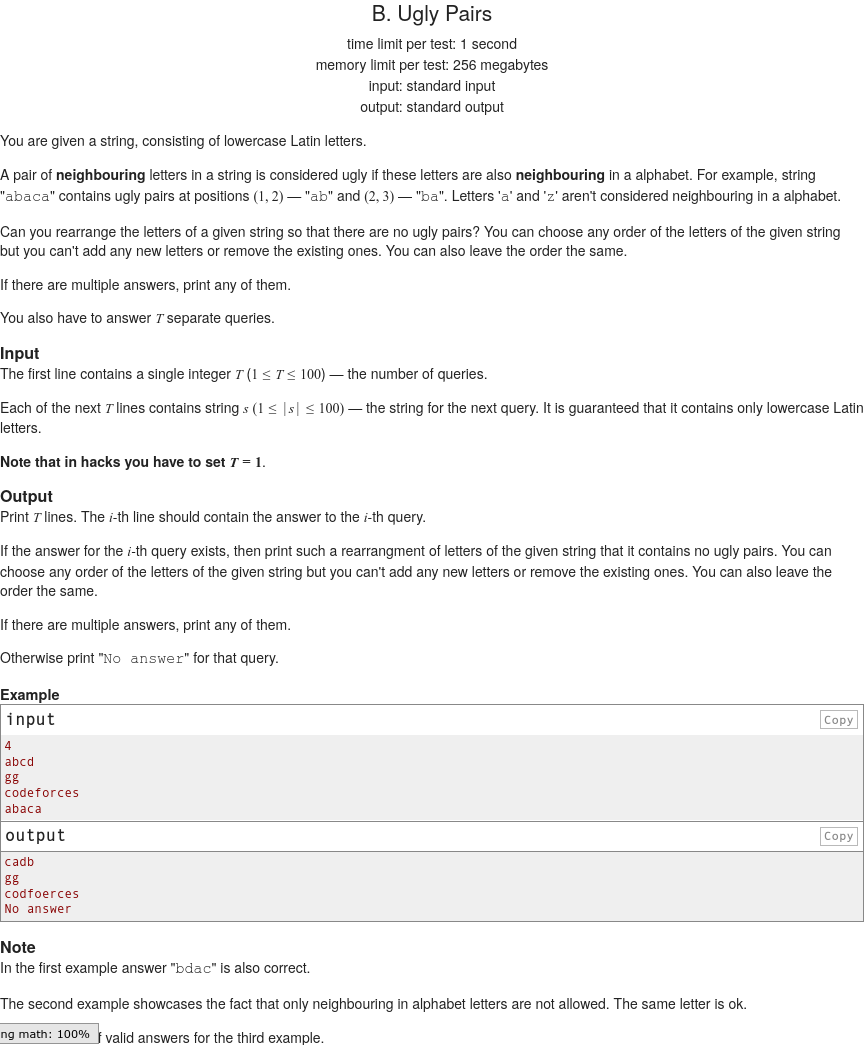 B. Ugly Pairs
time limit per test: 1 second
memory limit per test: 256 megabytes
input: standard input
output: standard output
You are given a string, consisting of lowercase Latin letters.
A pair of neighbouring letters in a string is considered ugly if these letters are also neighbouring in a alphabet. For example, string
"abaca" contains ugly pairs at positions (1, 2) — "ab" and (2, 3) — "ba". Letters 'a' and 'z' aren't considered neighbouring in a alphabet.
Can you rearrange the letters of a given string so that there are no ugly pairs? You can choose any order of the letters of the given string
but you can't add any new letters or remove the existing ones. You can also leave the order the same.
If there are multiple answers, print any of them.
You also have to answer T separate queries.
Input
The first line contains a single integer T (1 ≤ T ≤ 100) — the number of queries.
Each of the next T lines contains string s (1 ≤ |s| ≤ 100) — the string for the next query. It is guaranteed that it contains only lowercase Latin
letters.
Note that in hacks you have to set T = 1.
Output
Print T lines. The i-th line should contain the answer to the i-th query.
If the answer for the i-th query exists, then print such a rearrangment of letters of the given string that it contains no ugly pairs. You can
choose any order of the letters of the given string but you can't add any new letters or remove the existing ones. You can also leave the
order the same.
If there are multiple answers, print any of them.
Otherwise print "No answer" for that query.
Example
input Copy
4
abcd
gg
codeforces
abaca
output Copy
cadb
gg
codfoerces
No answer
Note
In the first example answer "bdac" is also correct.
The second example showcases the fact that only neighbouring in alphabet letters are not allowed. The same letter is ok.
ng math: 100% f valid answers for the third example.